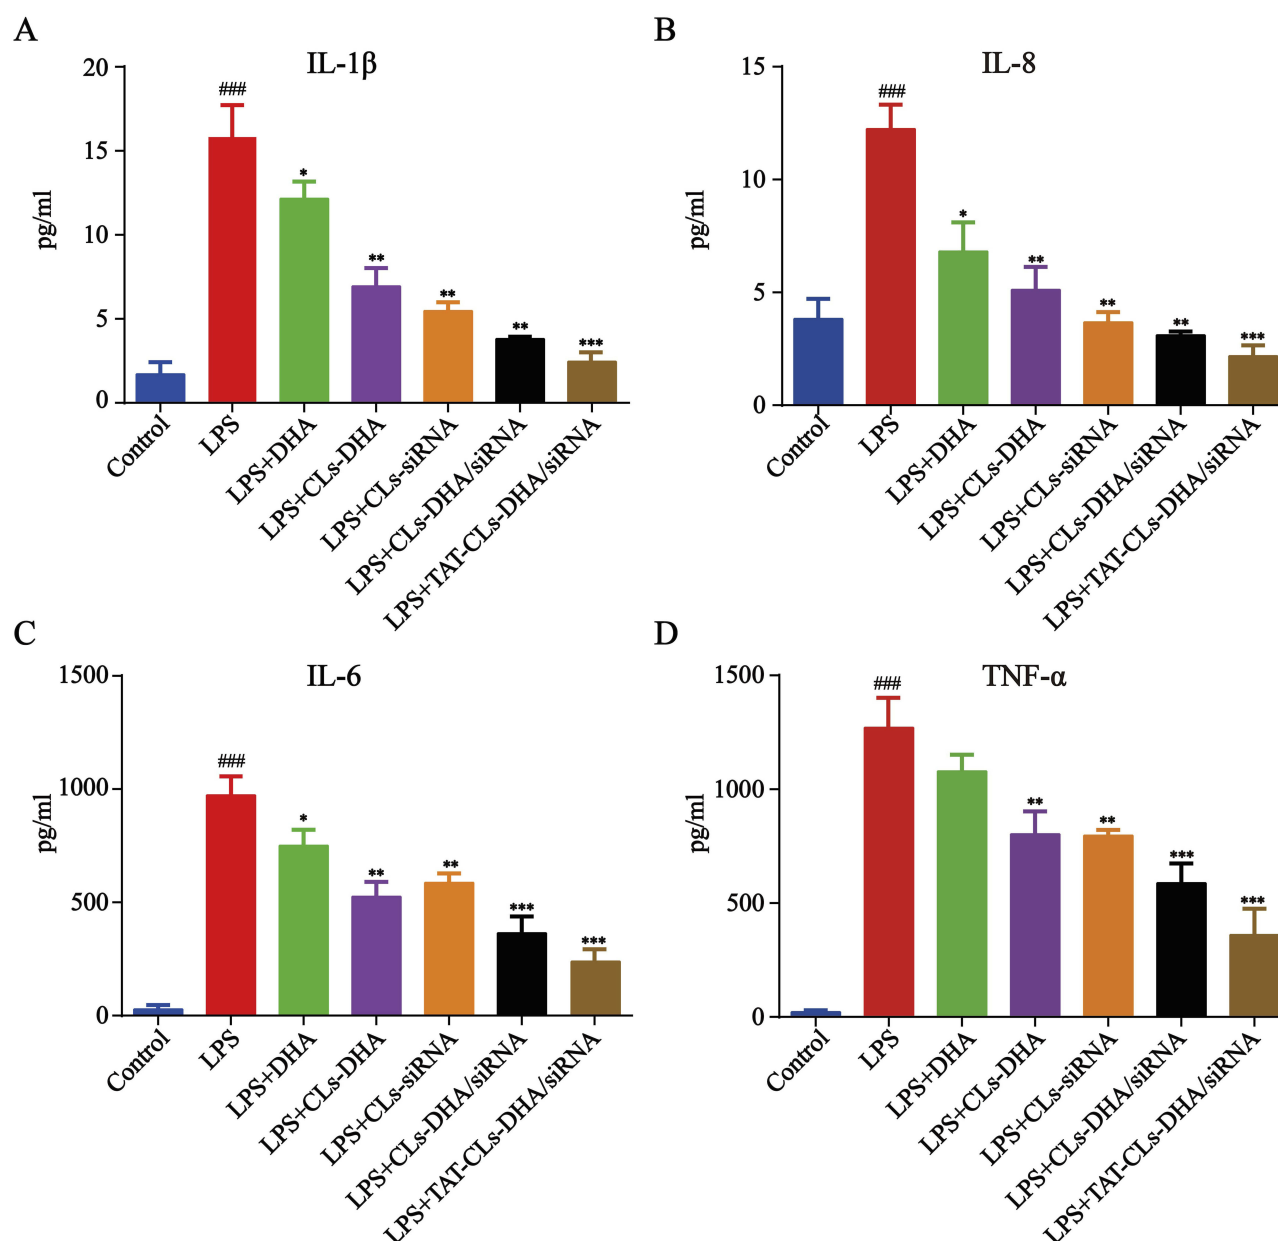 A
IL-1β
pg/ml
20
15
10
5
0
###
*
**
**
**
***
Control
LPS
LPS+DHA
LPS+CLs-DHA
LPS+CLs-siRNA
LPS+CLs-DHA/siRNA
LPS+TAT-CLs-DHA/siRNA
B
IL-8
pg/ml
15
10
5
0
###
*
**
**
**
***
Control
LPS
LPS+DHA
LPS+CLs-DHA
LPS+CLs-siRNA
LPS+CLs-DHA/siRNA
LPS+TAT-CLs-DHA/siRNA
C
IL-6
pg/ml
1500
1000
500
0
###
*
**
**
***
***
Control
LPS
LPS+DHA
LPS+CLs-DHA
LPS+CLs-siRNA
LPS+CLs-DHA/siRNA
LPS+TAT-CLs-DHA/siRNA
D
TNF-α
pg/ml
1500
1000
500
0
###
**
**
***
***
Control
LPS
LPS+DHA
LPS+CLs-DHA
LPS+CLs-siRNA
LPS+CLs-DHA/siRNA
LPS+TAT-CLs-DHA/siRNA